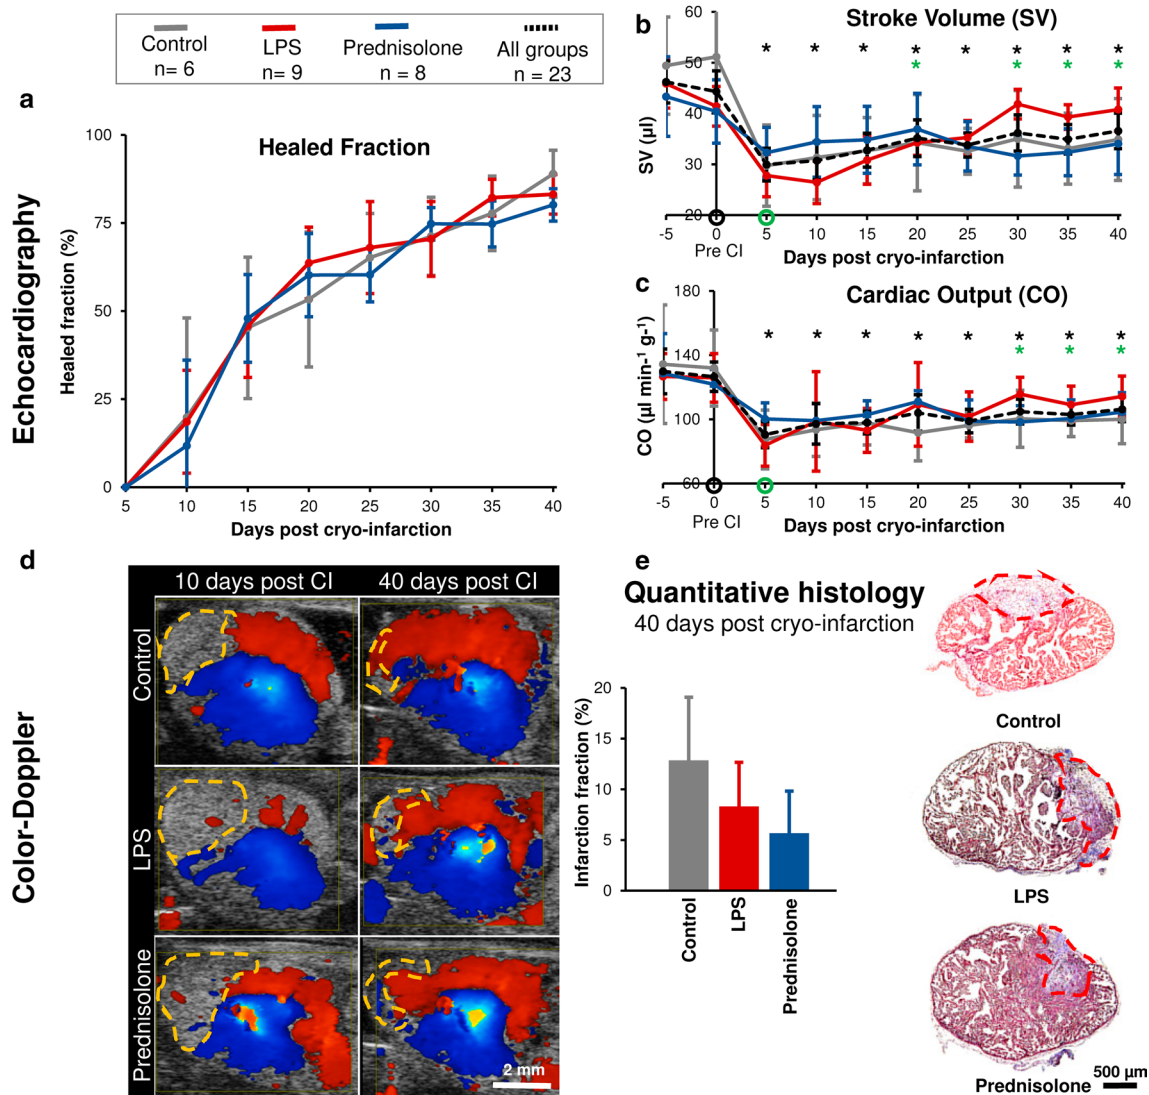 Control
n= 6
LPS
n= 9
Prednisolone
n = 8
All groups
n = 23
a
Echocardiography
Healed Fraction
Healed fraction (%)
100
75
50
25
0
5 10 15 20 25 30 35 40
Days post cryo-infarction
b
Stroke Volume (SV)
SV (µl)
60
50
40
30
20
* * * * * * * *
* * * *
-5 0 5 10 15 20 25 30 35 40
Pre CI
Days post cryo-infarction
c
Cardiac Output (CO)
CO (µl min⁻¹ g⁻¹)
180
140
100
60
* * * * * * * *
* * *
-5 0 5 10 15 20 25 30 35 40
Pre CI
Days post cryo-infarction
d
Color-Doppler
10 days post CI
40 days post CI
Control
LPS
Prednisolone
2 mm
e
Quantitative histology
40 days post cryo-infarction
Infarction fraction (%)
20
15
10
5
0
Control
LPS
Prednisolone
Control
LPS
Prednisolone
500 µm